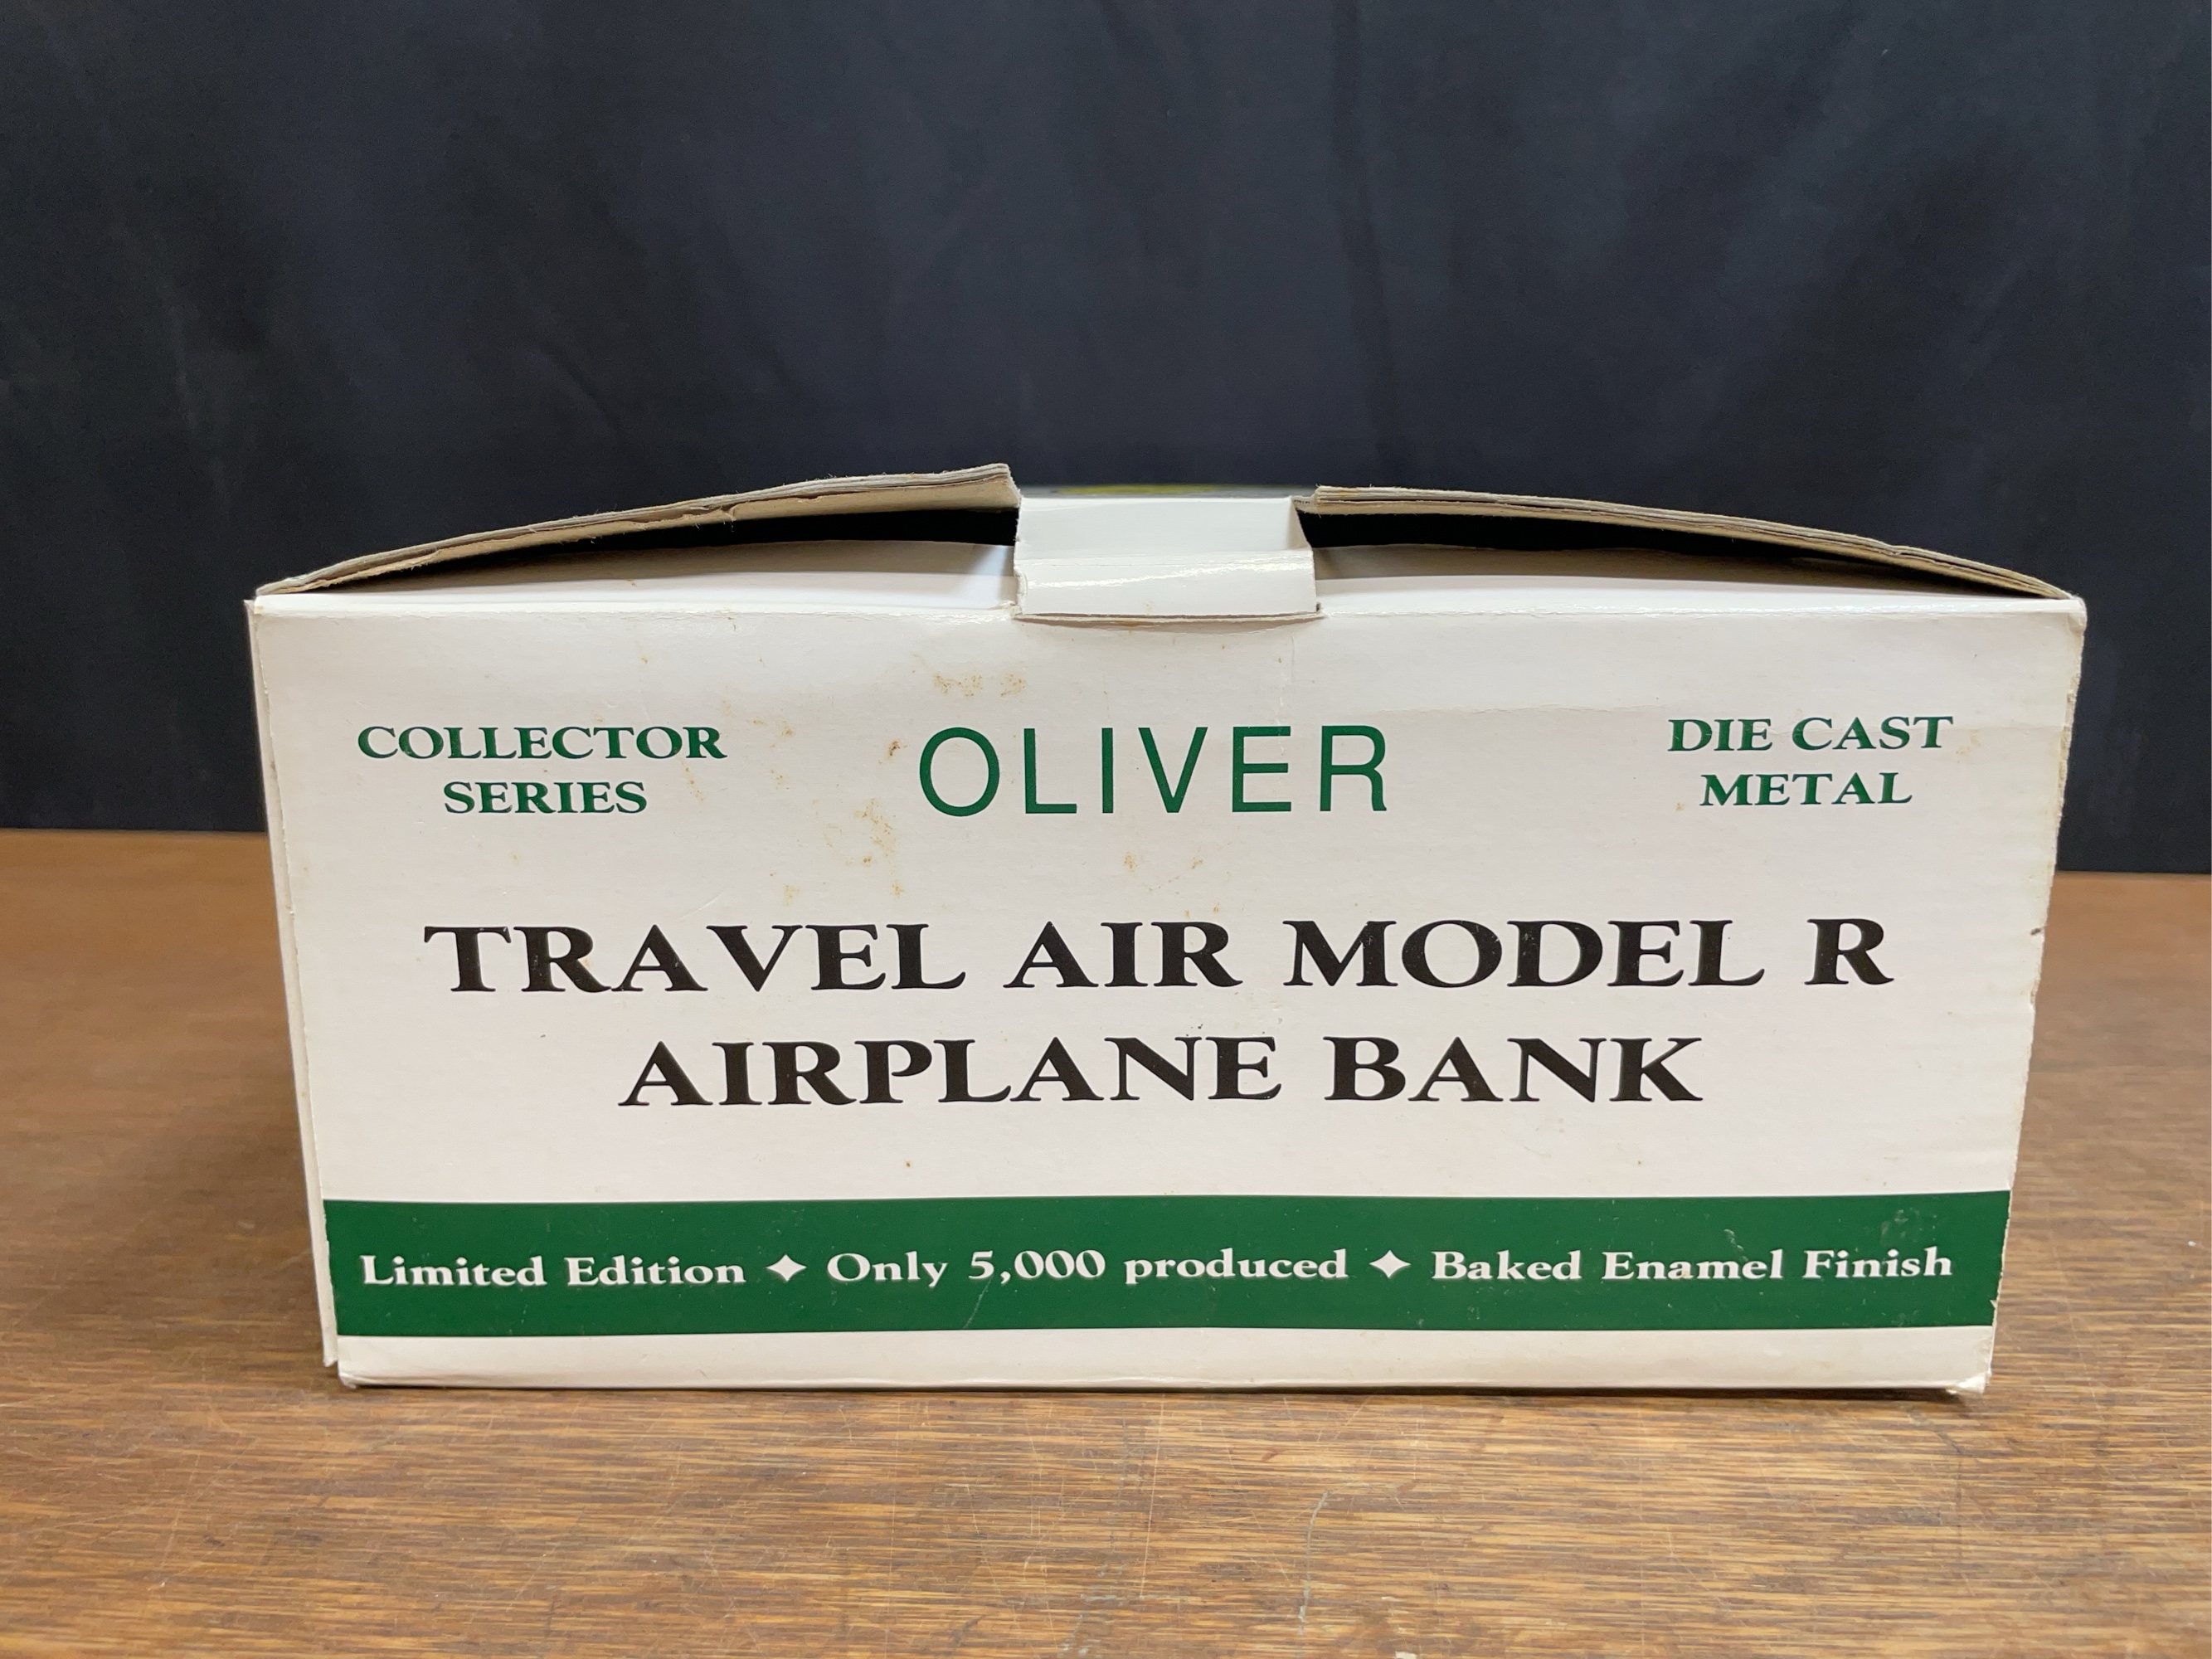 COLLECTOR
SERIES
OLIVER
DIE CAST
METAL
TRAVEL AIR MODEL R
AIRPLANE BANK
Limited Edition ✦ Only 5,000 produced ✦ Baked Enamel Finish